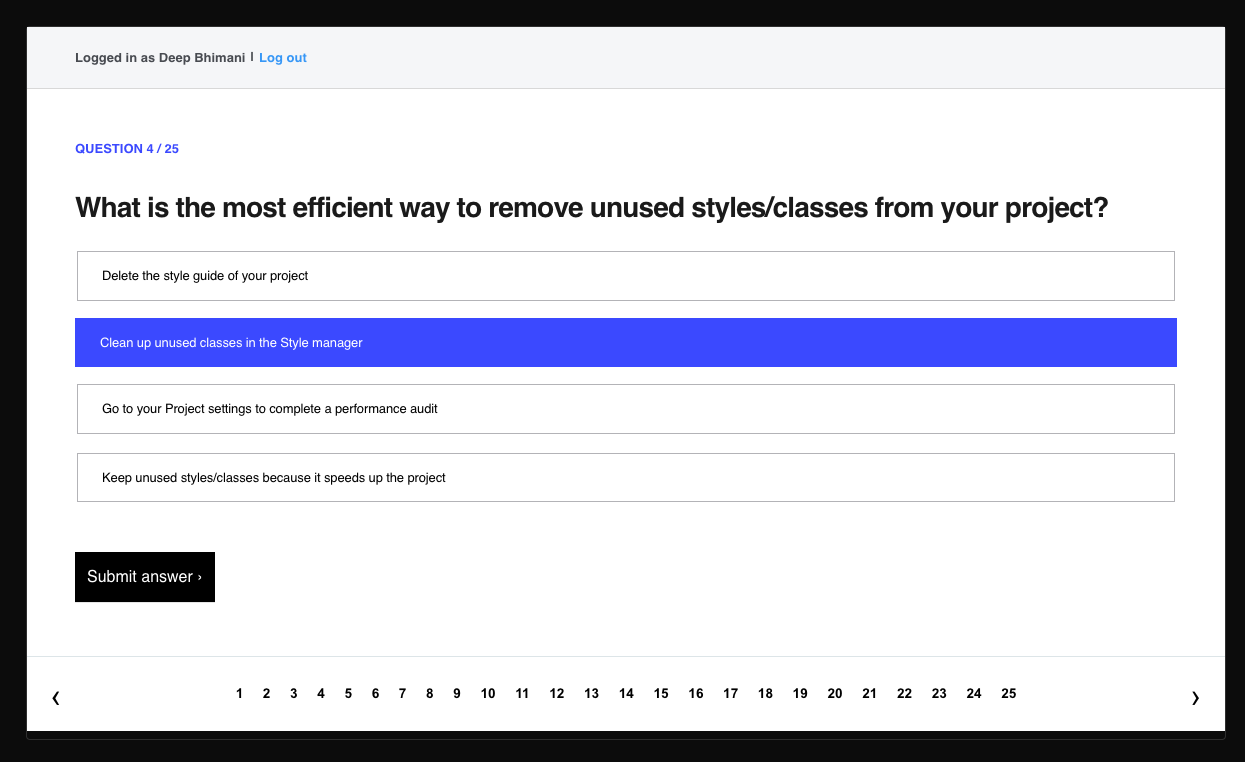 Logged in as Deep Bhimani | Log out
QUESTION 4 / 25
What is the most efficient way to remove unused styles/classes from your project?
Delete the style guide of your project
Clean up unused classes in the Style manager
Go to your Project settings to complete a performance audit
Keep unused styles/classes because it speeds up the project
Submit answer ›
‹ 1 2 3 4 5 6 7 8 9 10 11 12 13 14 15 16 17 18 19 20 21 22 23 24 25 ›